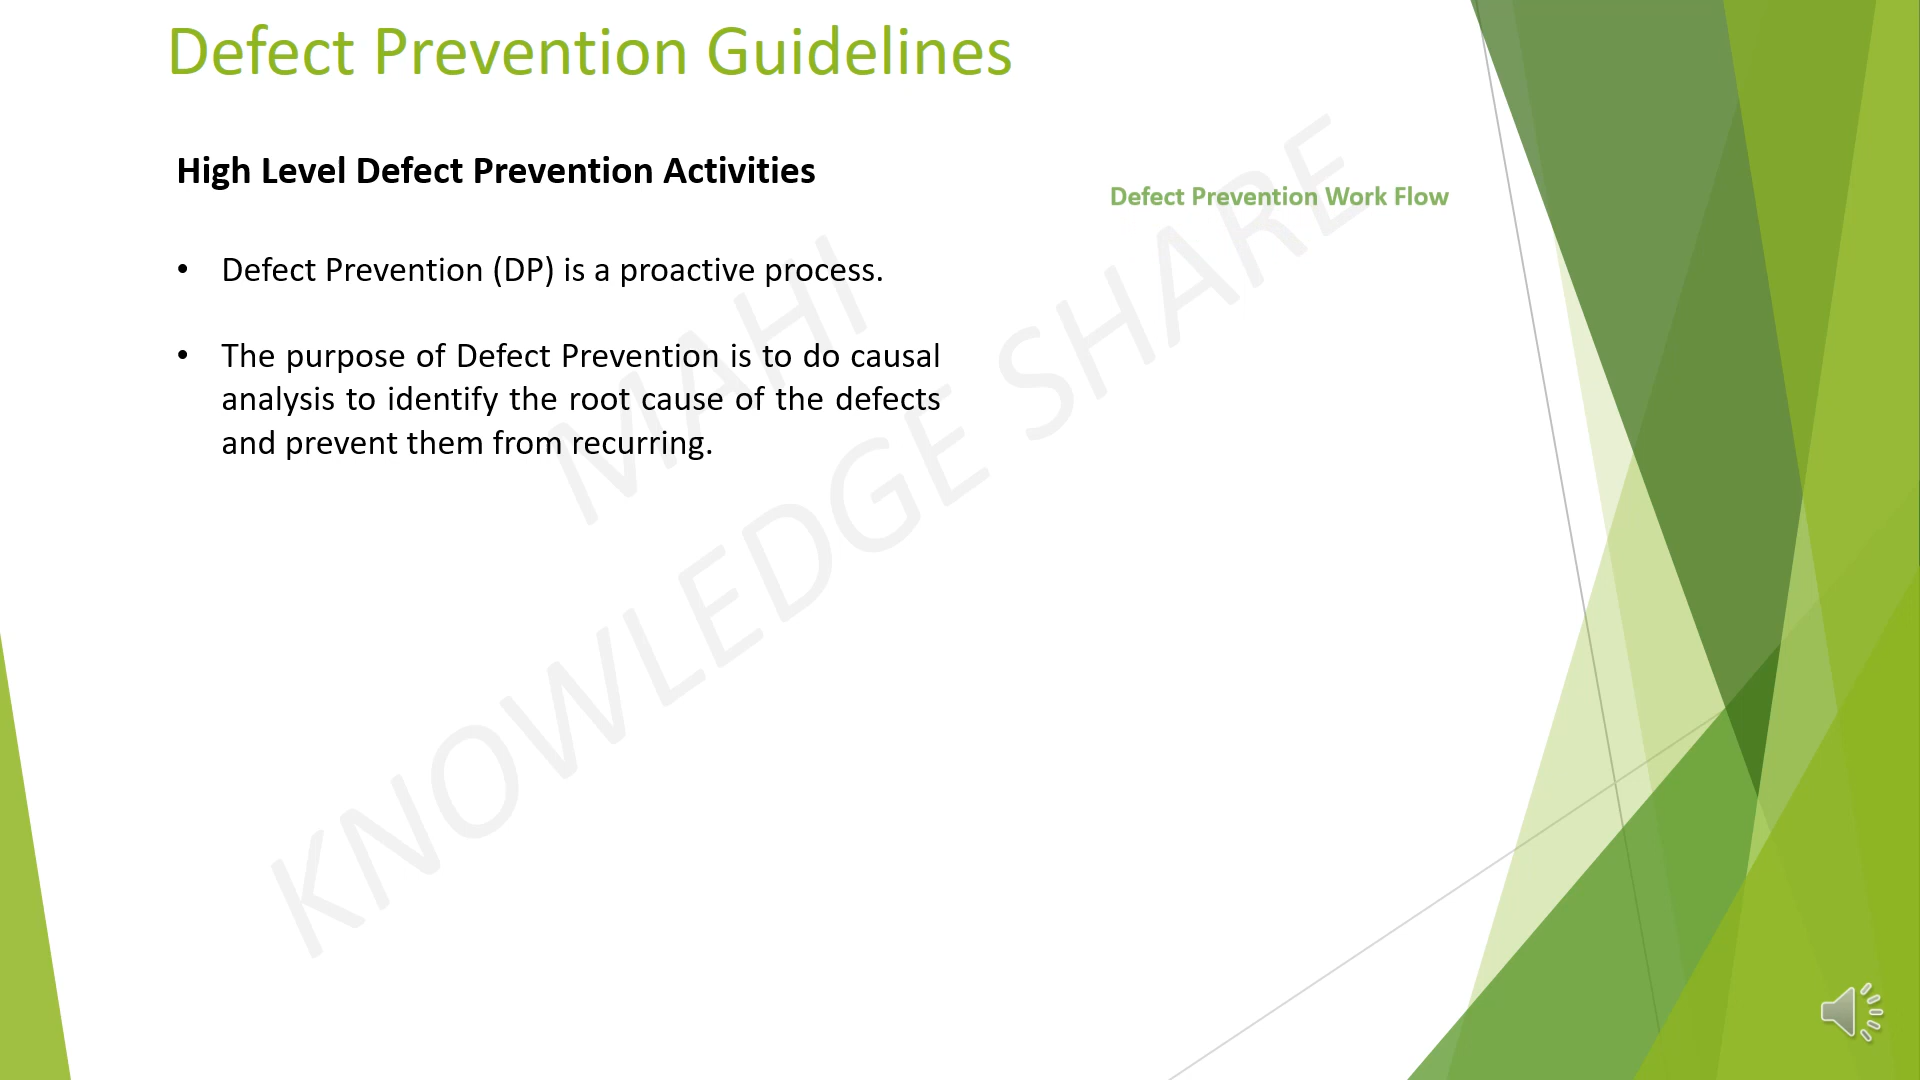 Defect Prevention Guidelines
High Level Defect Prevention Activities
• Defect Prevention (DP) is a proactive process.
• The purpose of Defect Prevention is to do causal
analysis to identify the root cause of the defects
and prevent them from recurring.
Defect Prevention Work Flow
MAHI
KNOWLEDGE SHARE